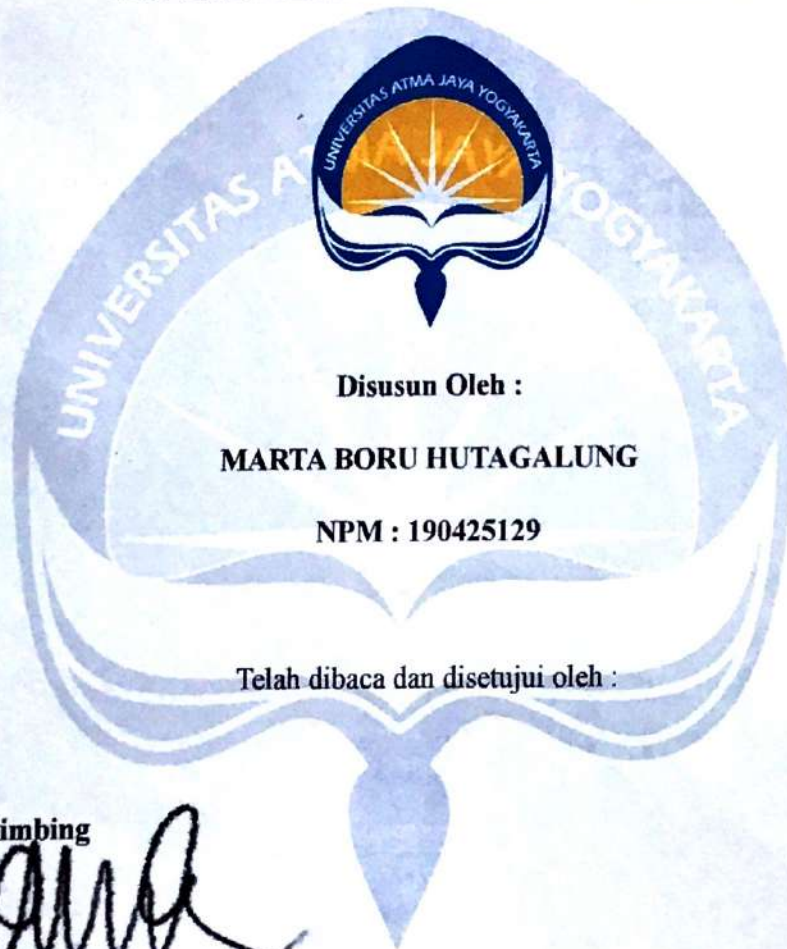 UNIVERSITAS ATMA JAYA YOGYAKARTA
UNIVERSITAS ATMA JAYA YOGYAKARTA
Disusun Oleh :
MARTA BORU HUTAGALUNG
NPM : 190425129
Telah dibaca dan disetujui oleh :